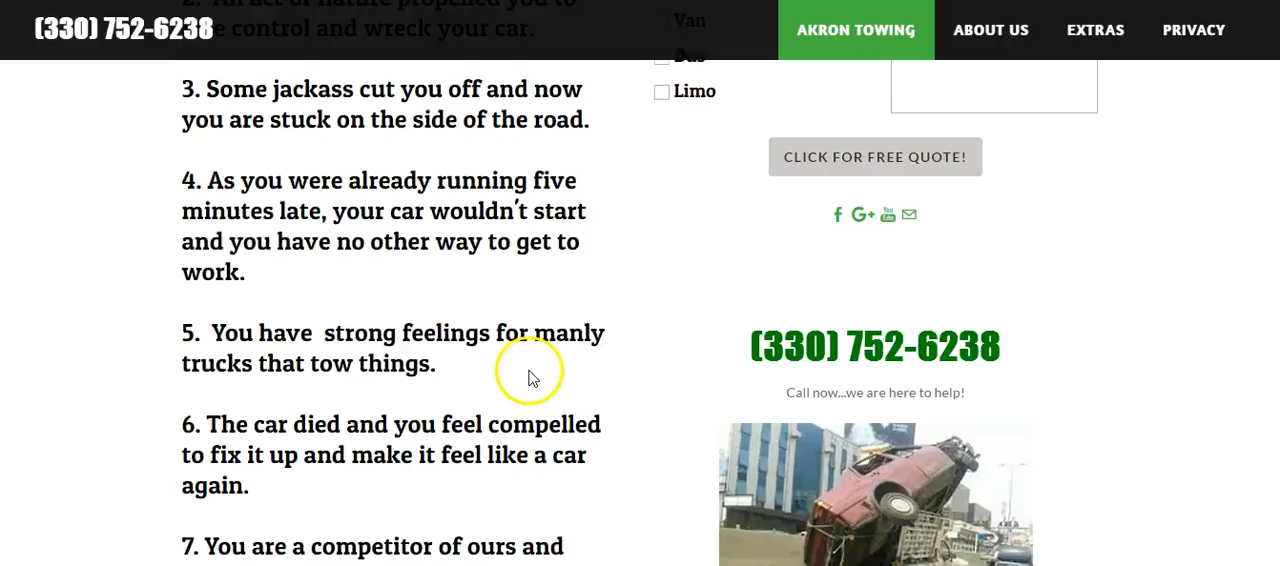 (330) 752-6238
AKRON TOWING
ABOUT US
EXTRAS
PRIVACY
control and wreck your car.
3. Some jackass cut you off and now
you are stuck on the side of the road.
4. As you were already running five
minutes late, your car wouldn't start
and you have no other way to get to
work.
5.  You have  strong feelings for manly
trucks that tow things.
6. The car died and you feel compelled
to fix it up and make it feel like a car
again.
7. You are a competitor of ours and
Van
Limo
CLICK FOR FREE QUOTE!
f G+ You Tube
(330) 752-6238
Call now...we are here to help!